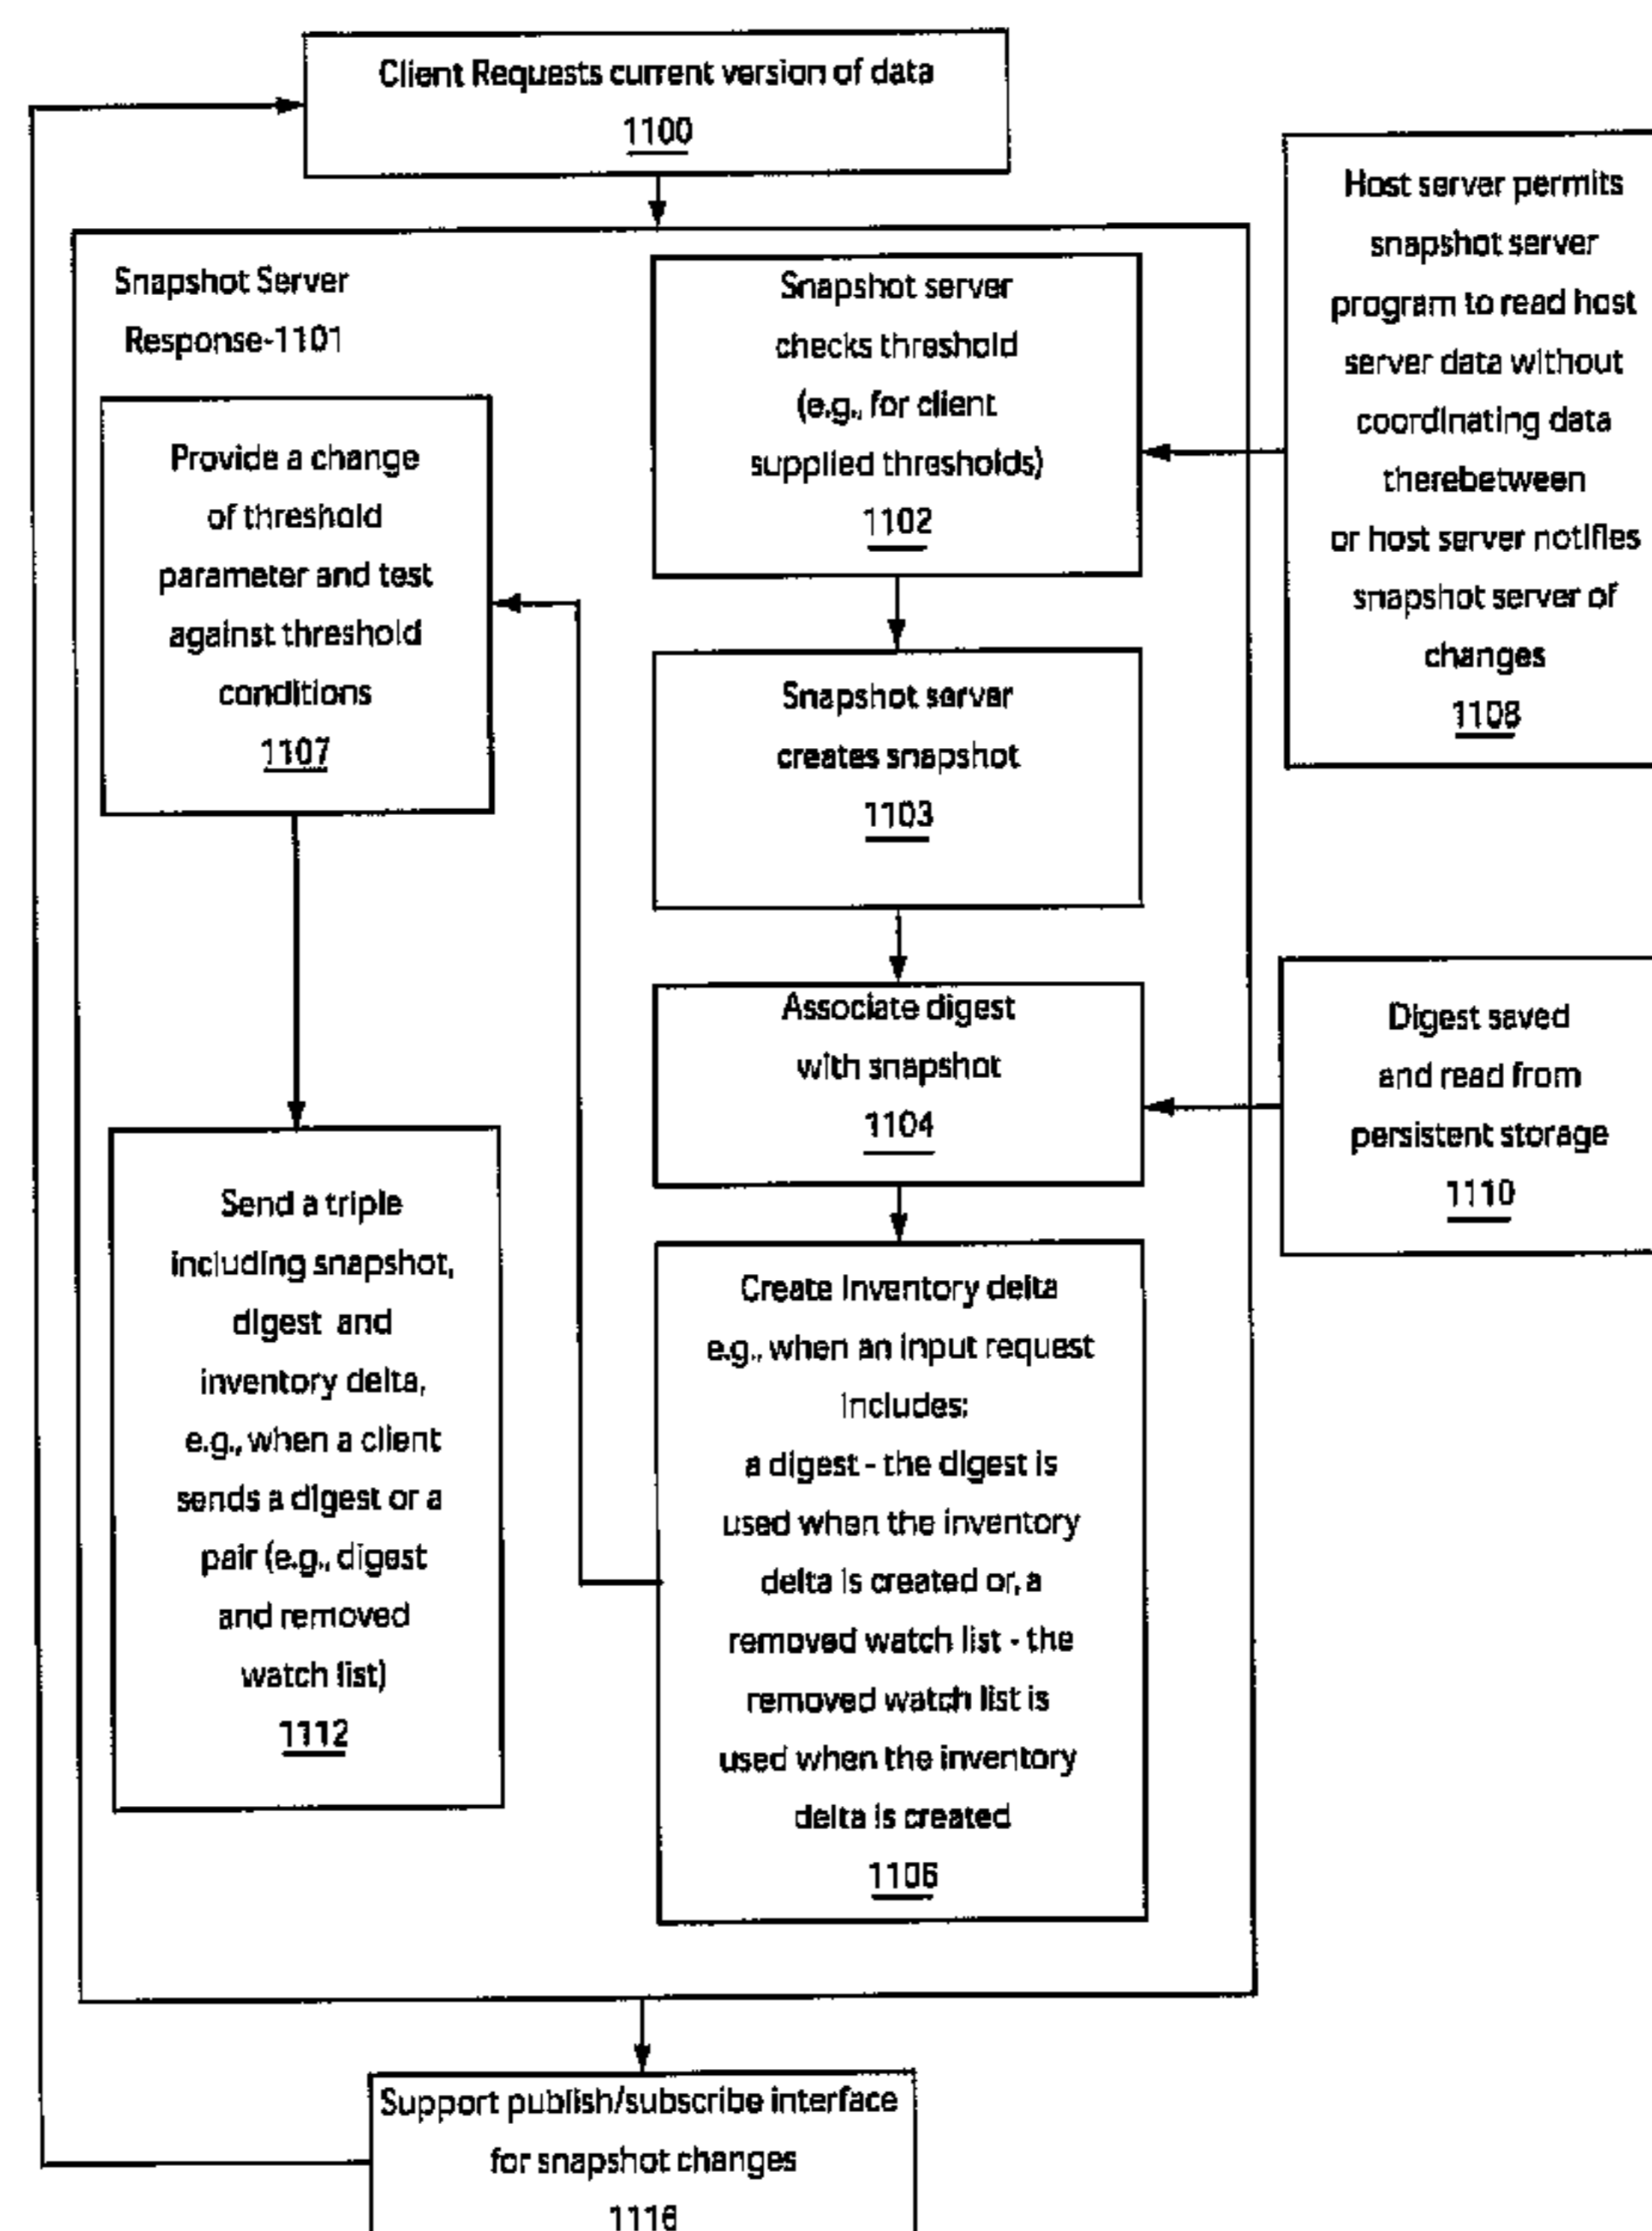 Client Requests current version of data
1100
Snapshot Server
Response-1101
Snapshot server
checks threshold
(e.g., for client
supplied thresholds)
1102
Host server permits
snapshot server
program to read host
server data without
coordinating data
therebetween
or host server notifies
snapshot server of
changes
1108
Snapshot server
creates snapshot
1103
Associate digest
with snapshot
1104
Digest saved
and read from
persistent storage
1110
Create Inventory delta
e.g., when an input request
includes:
a digest - the digest is
used when the inventory
delta is created or, a
removed watch list - the
removed watch list is
used when the inventory
delta is created
1106
Provide a change
of threshold
parameter and test
against threshold
conditions
1107
Send a triple
including snapshot,
digest and
inventory delta,
e.g., when a client
sends a digest or a
pair (e.g., digest
and removed
watch list)
1112
Support publish/subscribe interface
for snapshot changes
1116